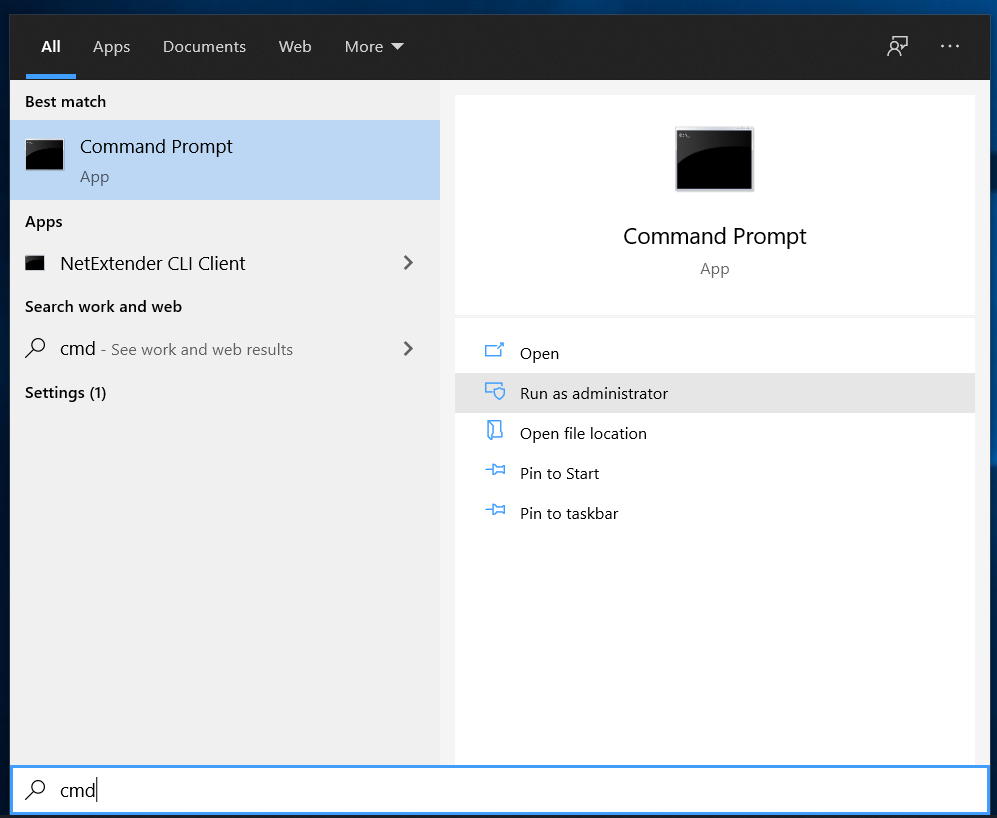 All Apps Documents Web More
Best match
Command Prompt
App
Apps
NetExtender CLI Client
Search work and web
cmd - See work and web results
Settings (1)
Command Prompt
App
Open
Run as administrator
Open file location
Pin to Start
Pin to taskbar
cmd